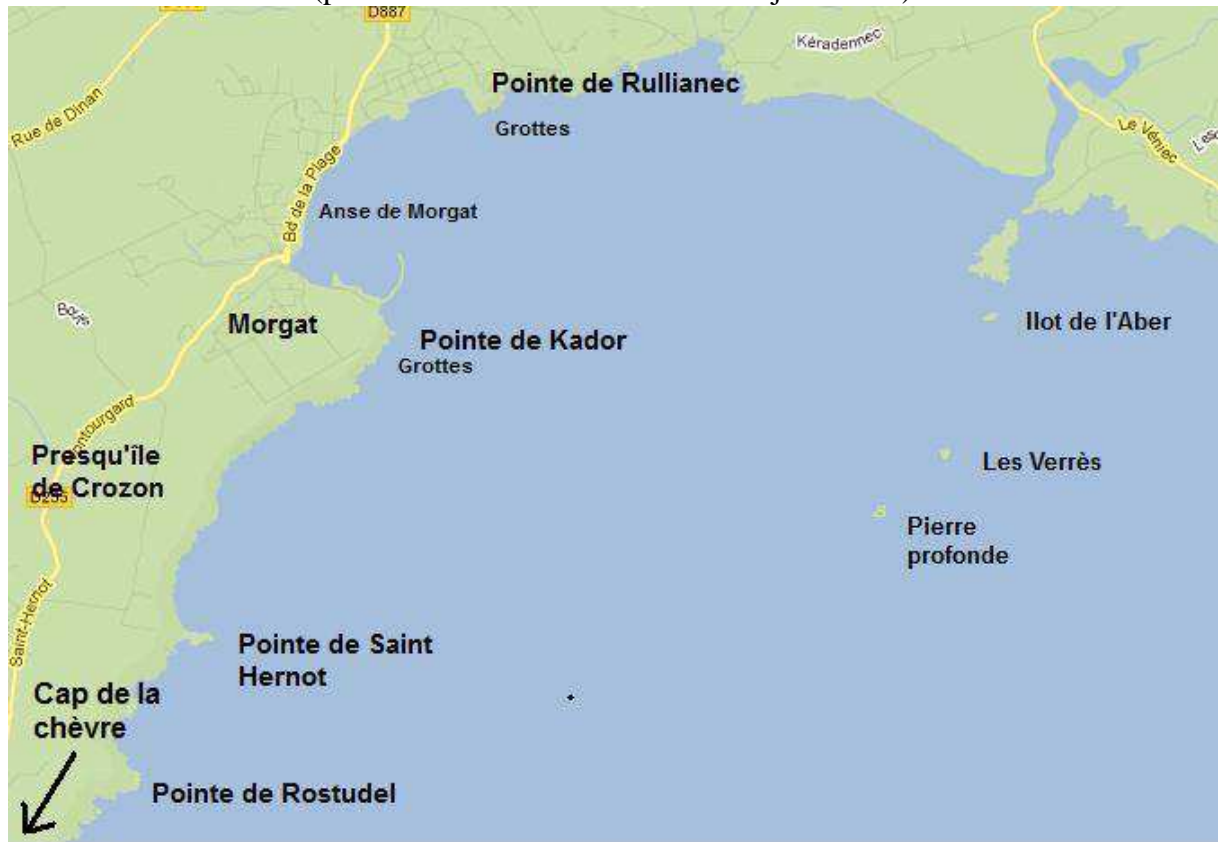 D887
Kéradennec
Pointe de Rullianec
Rue de Dinan
Grottes
Le Véniec
Bd de la Plage
Anse de Morgat
Morgat
Pointe de Kador
Grottes
Ilot de l'Aber
Presqu'île
de Crozon
D255
Les Verrès
Pierre
profonde
Saint-Hernot
Pointe de Saint
Hernot
Cap de la
chèvre
Pointe de Rostudel